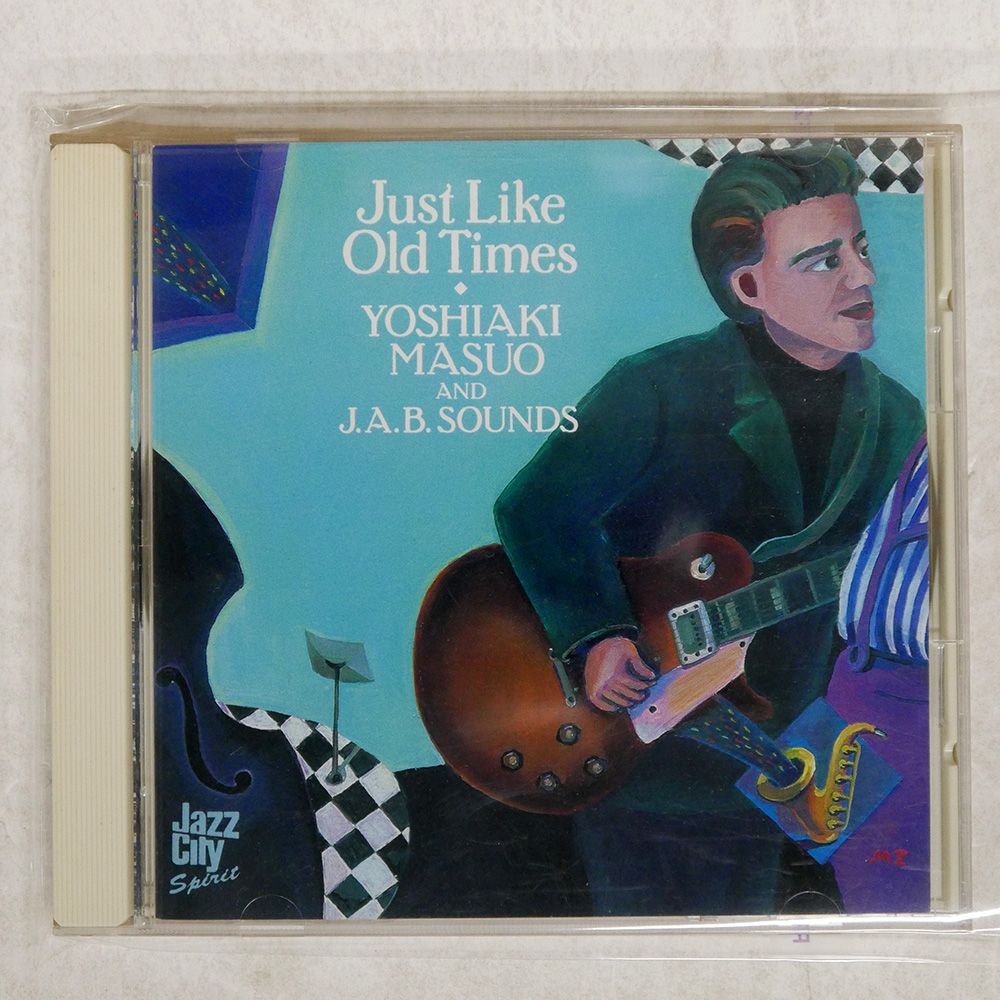 Just Like
Old Times
YOSHIAKI
MASUO
AND
J.A.B. SOUNDS
Jazz
City
Spirit
MZ